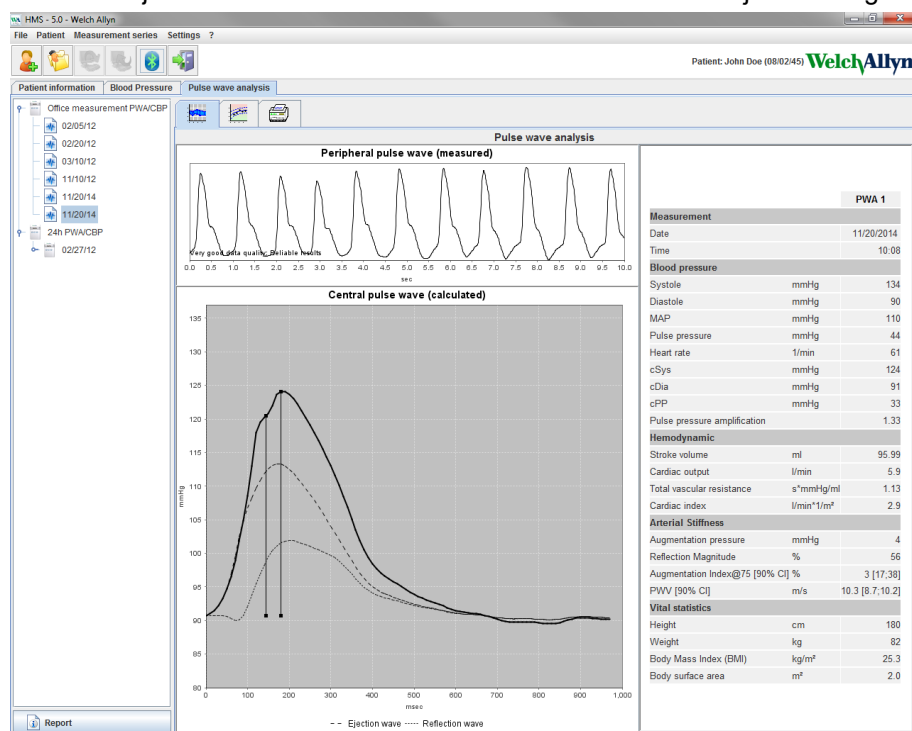 HMS - 5.0 - Welch Allyn
File Patient Measurement series Settings ?
Patient: John Doe (08/02/45) WelchAllyn
Patient information Blood Pressure Pulse wave analysis
Office measurement PWA/CBP
02/05/12
02/20/12
03/10/12
11/10/12
11/20/14
11/20/14
24h PWA/CBP
02/27/12
Report
Pulse wave analysis
Peripheral pulse wave (measured)
Very good data quality; Reliable results
0.0 0.5 1.0 1.5 2.0 2.5 3.0 3.5 4.0 4.5 5.0 5.5 6.0 6.5 7.0 7.5 8.0 8.5 9.0 9.5 10.0
sec
Central pulse wave (calculated)
135
130
125
120
115
110
105
100
95
90
85
80
mmHg
0 100 200 300 400 500 600 700 800 900 1,000
msec
-- Ejection wave ----- Reflection wave
PWA 1
Measurement
Date 11/20/2014
Time 10:08
Blood pressure
Systole mmHg 134
Diastole mmHg 90
MAP mmHg 110
Pulse pressure mmHg 44
Heart rate 1/min 61
cSys mmHg 124
cDia mmHg 91
cPP mmHg 33
Pulse pressure amplification 1.33
Hemodynamic
Stroke volume ml 95.99
Cardiac output l/min 5.9
Total vascular resistance s*mmHg/ml 1.13
Cardiac index l/min*1/m² 2.9
Arterial Stiffness
Augmentation pressure mmHg 4
Reflection Magnitude % 56
Augmentation Index@75 [90% CI] % 3 [17;38]
PWV [90% CI] m/s 10.3 [8.7;10.2]
Vital statistics
Height cm 180
Weight kg 82
Body Mass Index (BMI) kg/m² 25.3
Body surface area m² 2.0